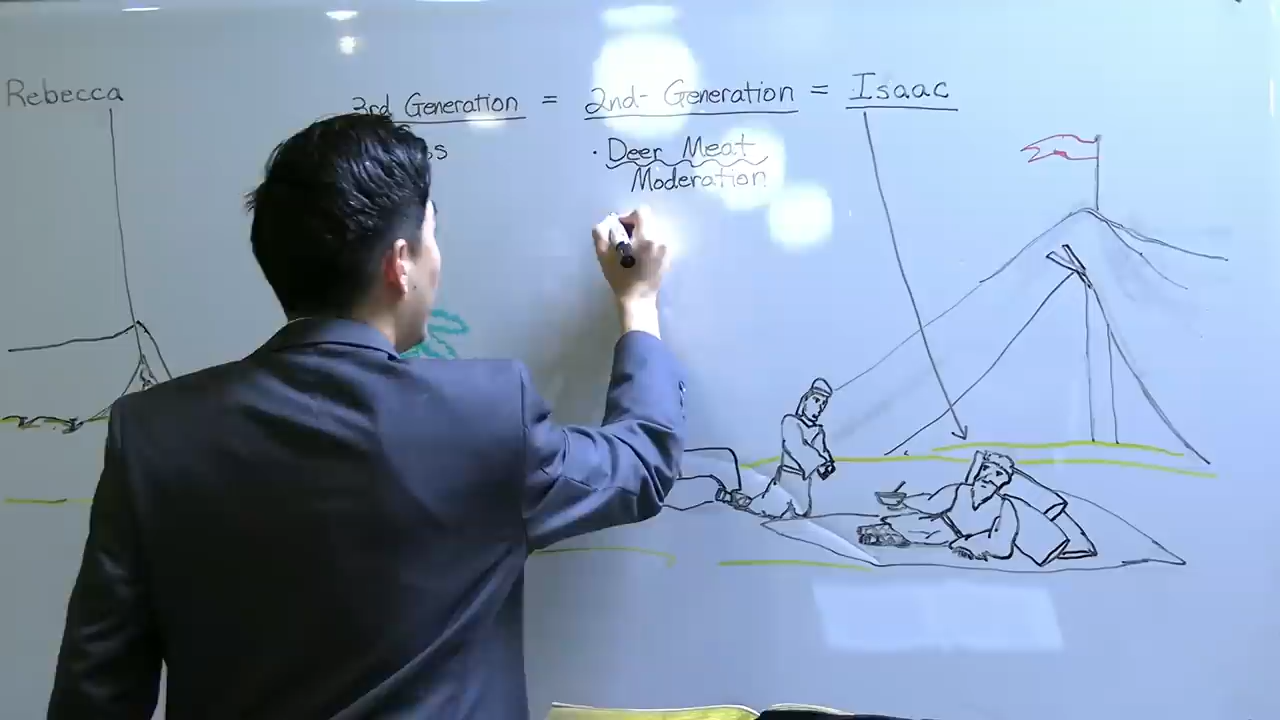 Rebecca
3rd Generation = 2nd- Generation = Isaac
· Deer Meat
Moderation